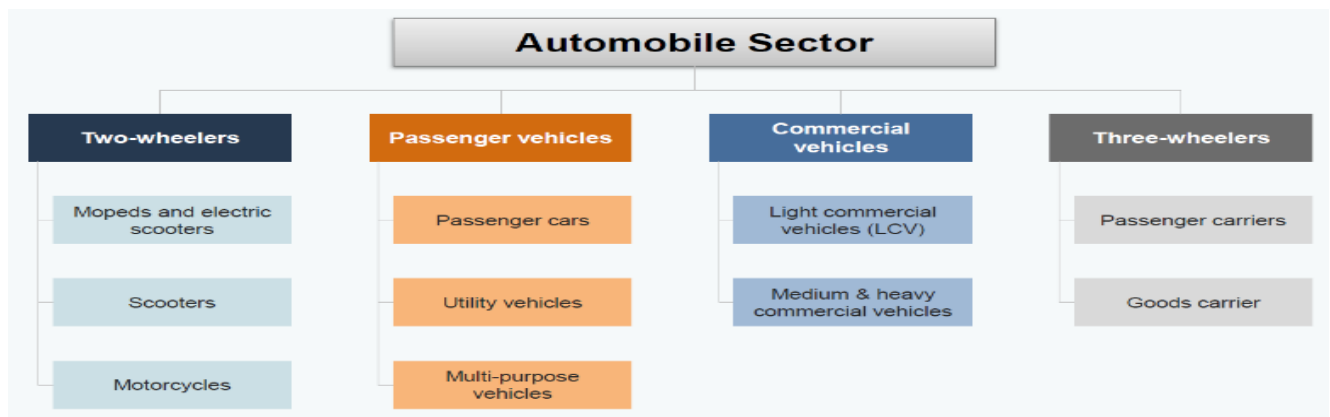 Automobile Sector
Two-wheelers
Passenger vehicles
Commercial
vehicles
Three-wheelers
Mopeds and electric
scooters
Passenger cars
Light commercial
vehicles (LCV)
Passenger carriers
Scooters
Utility vehicles
Medium & heavy
commercial vehicles
Goods carrier
Motorcycles
Multi-purpose
vehicles